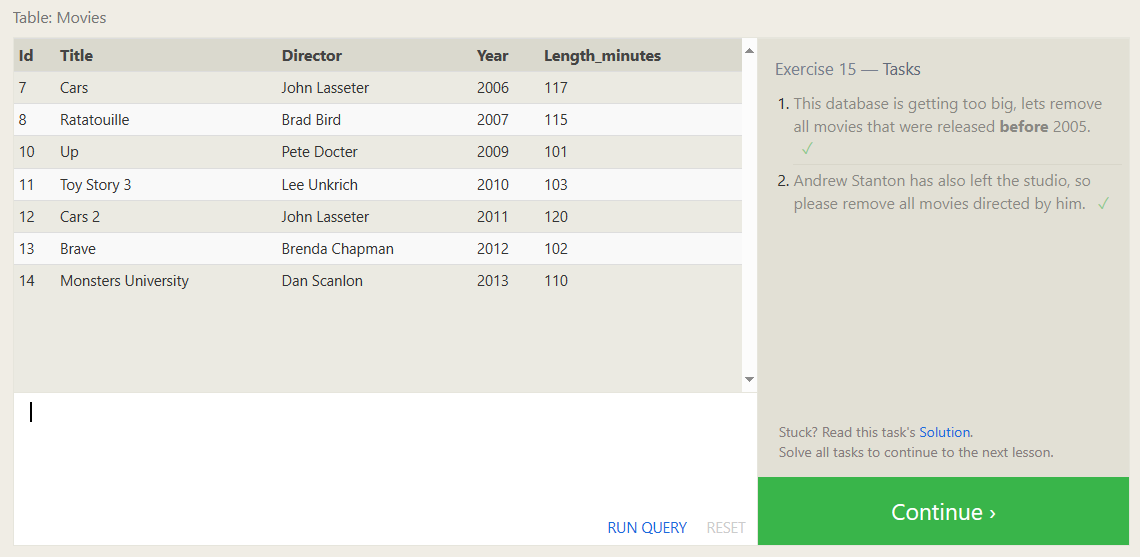 Table: Movies
Id Title Director Year Length_minutes
7 Cars John Lasseter 2006 117
8 Ratatouille Brad Bird 2007 115
10 Up Pete Docter 2009 101
11 Toy Story 3 Lee Unkrich 2010 103
12 Cars 2 John Lasseter 2011 120
13 Brave Brenda Chapman 2012 102
14 Monsters University Dan Scanlon 2013 110
RUN QUERY RESET
Exercise 15 — Tasks
1. This database is getting too big, lets remove
all movies that were released before 2005.
✓
2. Andrew Stanton has also left the studio, so
please remove all movies directed by him. ✓
Stuck? Read this task's Solution.
Solve all tasks to continue to the next lesson.
Continue ›